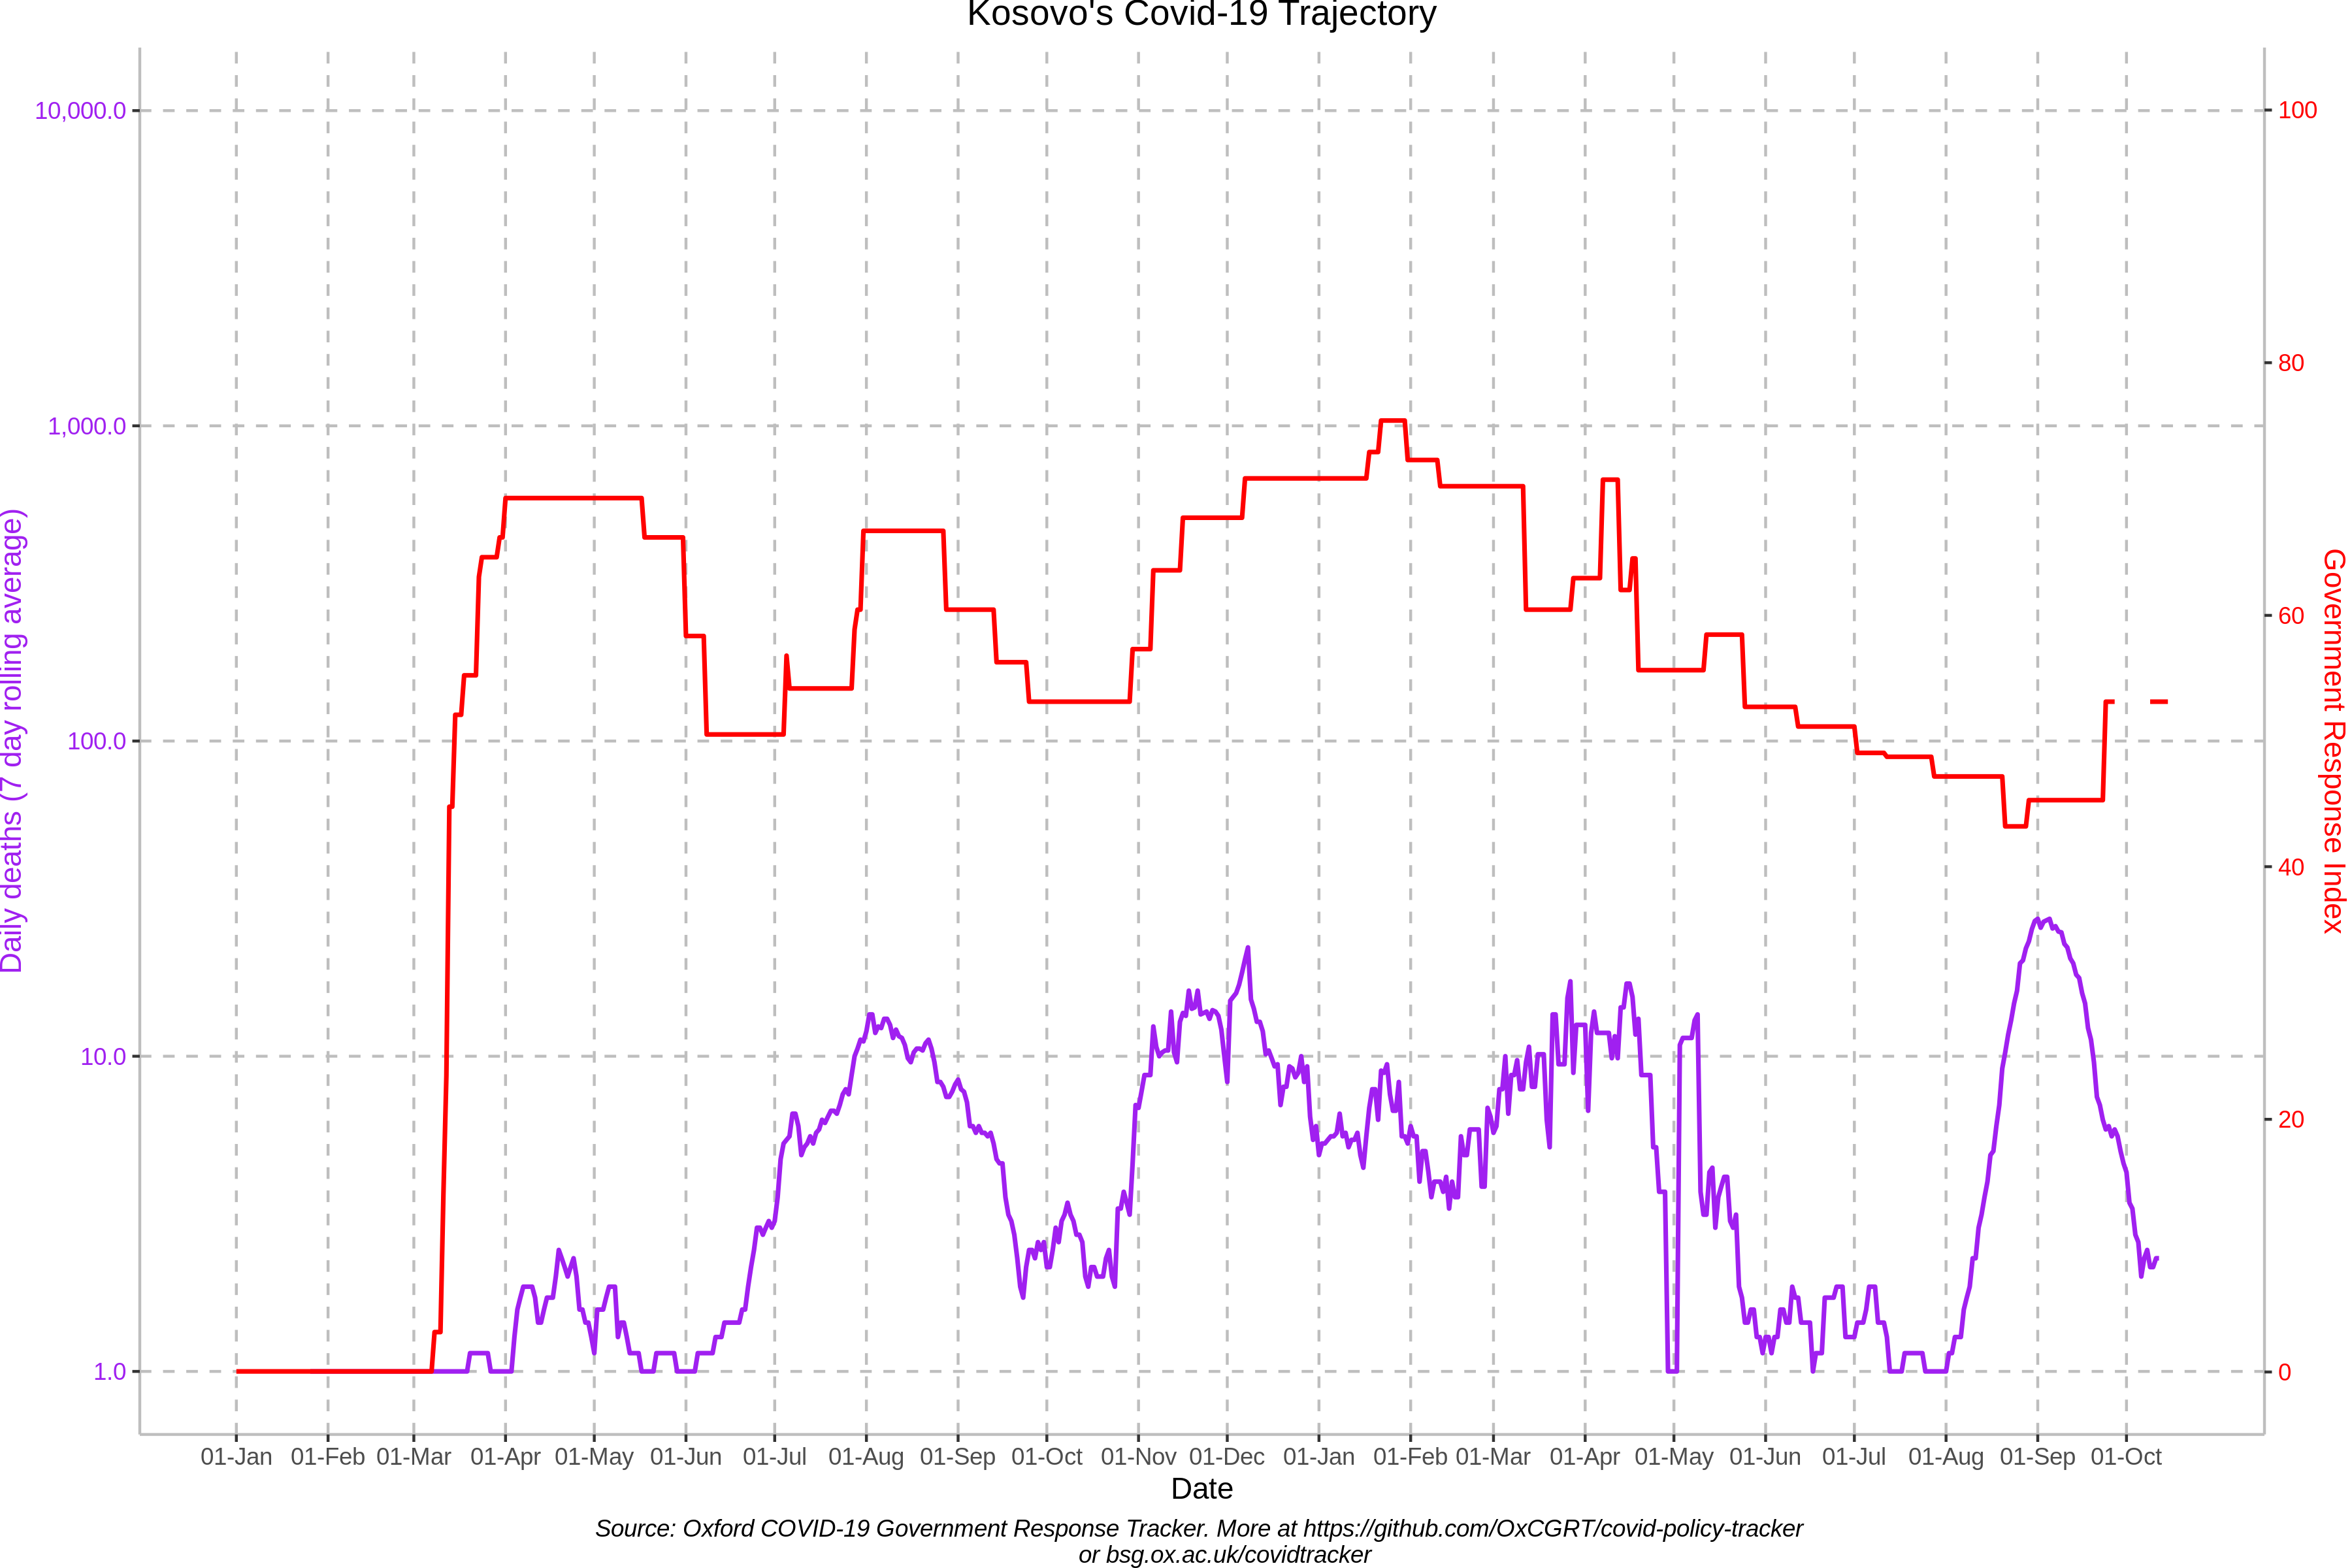 Kosovo's Covid-19 Trajectory
10,000.0
1,000.0
100.0
10.0
1.0
Daily deaths (7 day rolling average)
100
80
60
40
20
0
Government Response Index
01-Jan 01-Feb 01-Mar 01-Apr 01-May 01-Jun 01-Jul 01-Aug 01-Sep 01-Oct 01-Nov 01-Dec 01-Jan 01-Feb 01-Mar 01-Apr 01-May 01-Jun 01-Jul 01-Aug 01-Sep 01-Oct
Date
Source: Oxford COVID-19 Government Response Tracker. More at https://github.com/OxCGRT/covid-policy-tracker
or bsg.ox.ac.uk/covidtracker